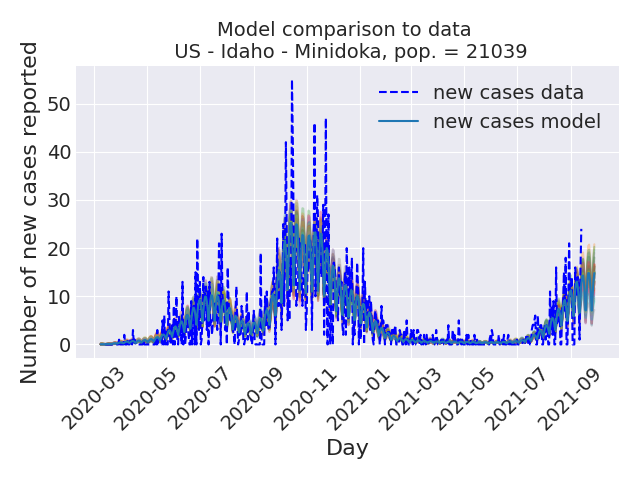 Model comparison to data
US - Idaho - Minidoka, pop. = 21039
Number of new cases reported
50
40
30
20
10
0
new cases data
new cases model
2020-03
2020-05
2020-07
2020-09
2020-11
2021-01
2021-03
2021-05
2021-07
2021-09
Day